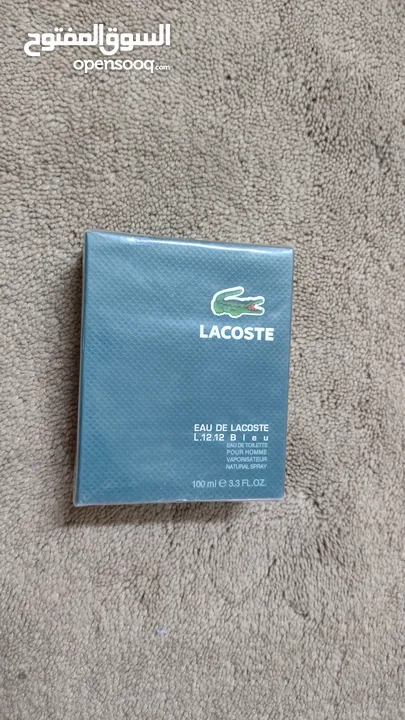 السوق المفتوح
opensooq.com
LACOSTE
EAU DE LACOSTE
L.12.12 Bleu
EAU DE TOILETTE
POUR HOMME
VAPORISATEUR
NATURAL SPRAY
100 ml ℮ 3.3 FL.OZ.